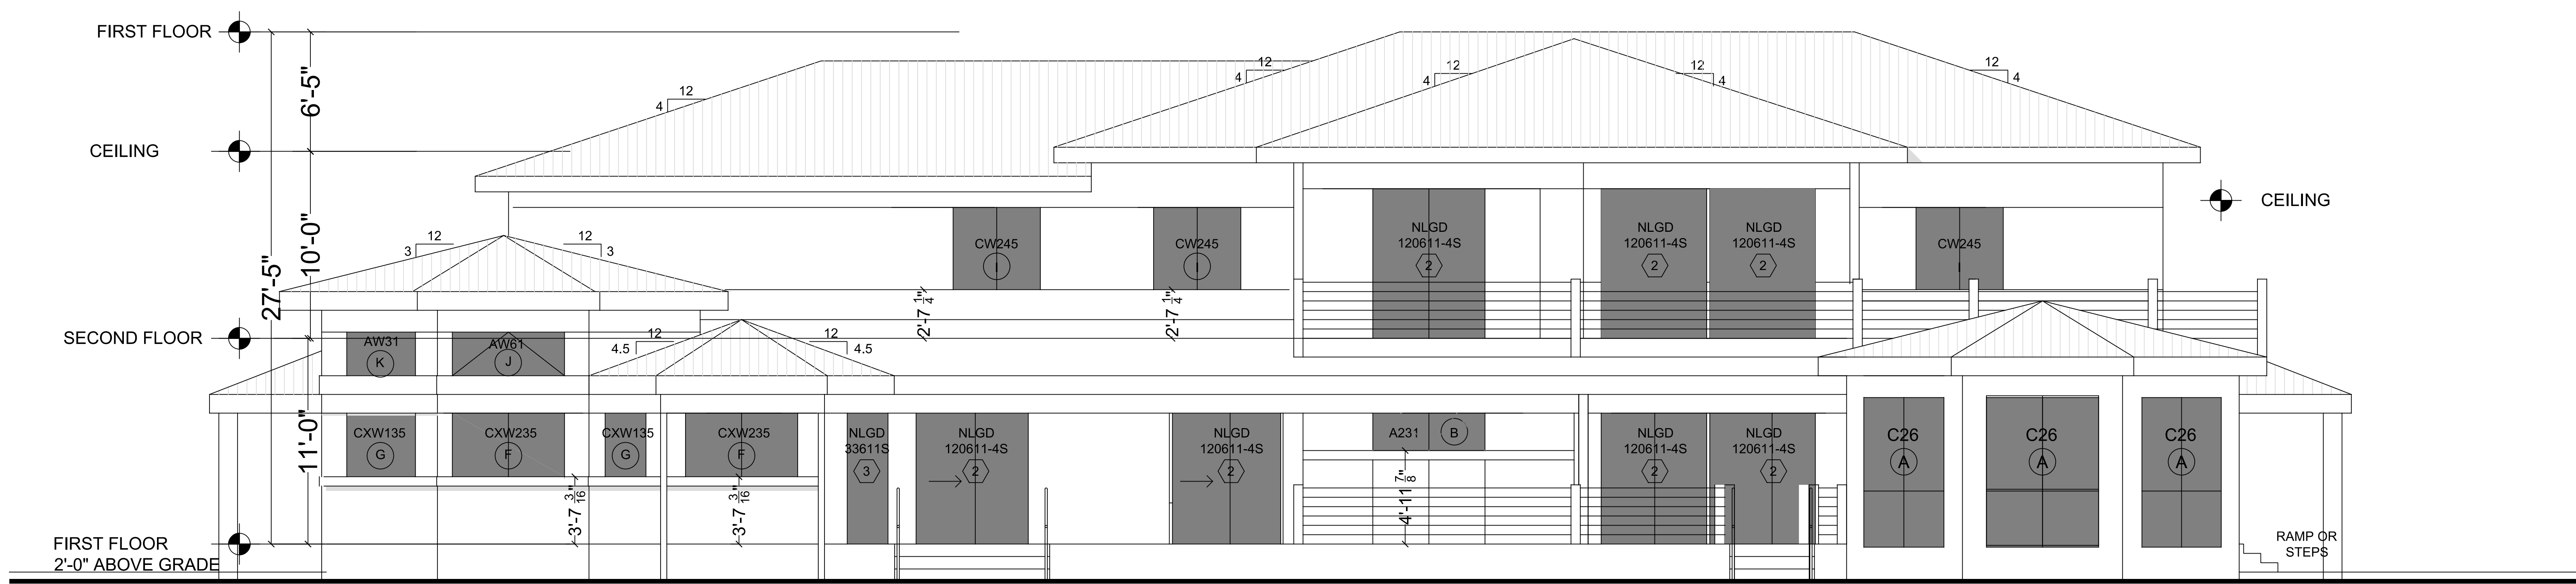 FIRST FLOOR
6'-5"
CEILING
10'-0"
27'-5"
SECOND FLOOR
11'-0"
FIRST FLOOR
2'-0" ABOVE GRADE
12
4
12
4
12
4
12
4
12
4
CEILING
12
3
12
3
CW245
I
CW245
I
NLGD
120611-4S
2
NLGD
120611-4S
2
NLGD
120611-4S
2
CW245
I
2'-7 1/4"
2'-7 1/4"
AW31
K
AW61
J
12
4.5
12
4.5
CXW135
G
CXW235
F
CXW135
G
CXW235
F
NLGD
33611S
3
NLGD
120611-4S
2
NLGD
120611-4S
2
A231
B
NLGD
120611-4S
2
NLGD
120611-4S
2
C26
A
C26
A
C26
A
3'-7 3/16"
3'-7 3/16"
4'-11 7/8"
RAMP OR
STEPS